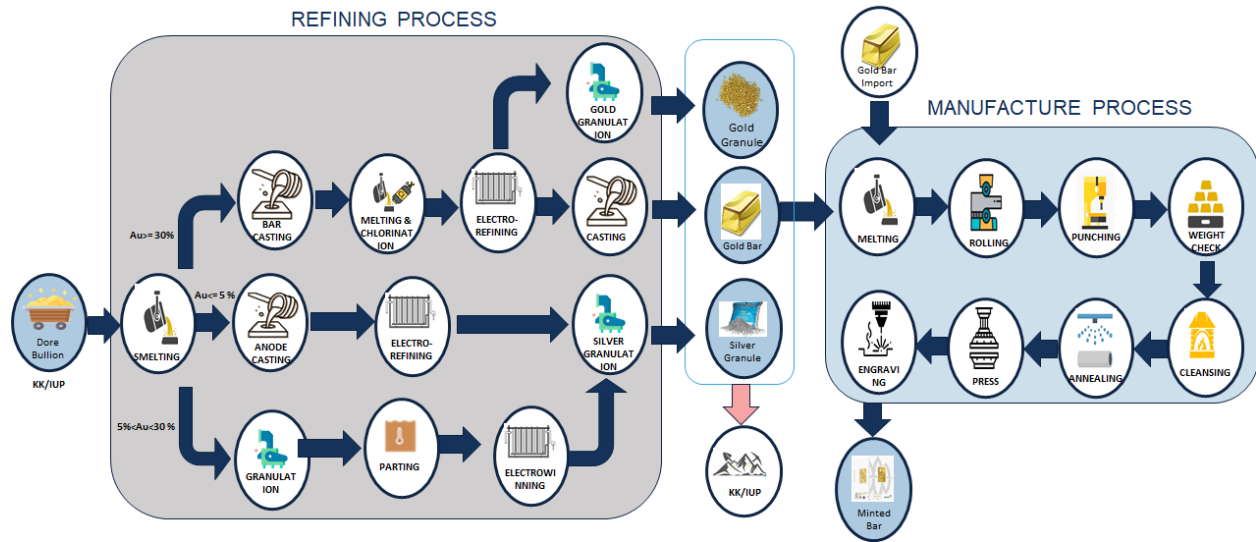 REFINING PROCESS
Gold Bar
Import
MANUFACTURE PROCESS
GOLD
GRANULAT
ION
Gold
Granule
BAR
CASTING
MELTING &
CHLORINAT
ION
ELECTRO-
REFINING
CASTING
Gold Bar
MELTING
ROLLING
PUNCHING
WEIGHT
CHECK
Au>= 30%
Au<= 5 %
5%<Au<30 %
Dore
Bullion
KK/IUP
SMELTING
ANODE
CASTING
ELECTRO-
REFINING
SILVER
GRANULAT
ION
Silver
Granule
ENGRAVI
NG
PRESS
ANNEALING
CLEANSING
GRANULAT
ION
PARTING
ELECTROWI
NNING
KK/IUP
Minted
Bar